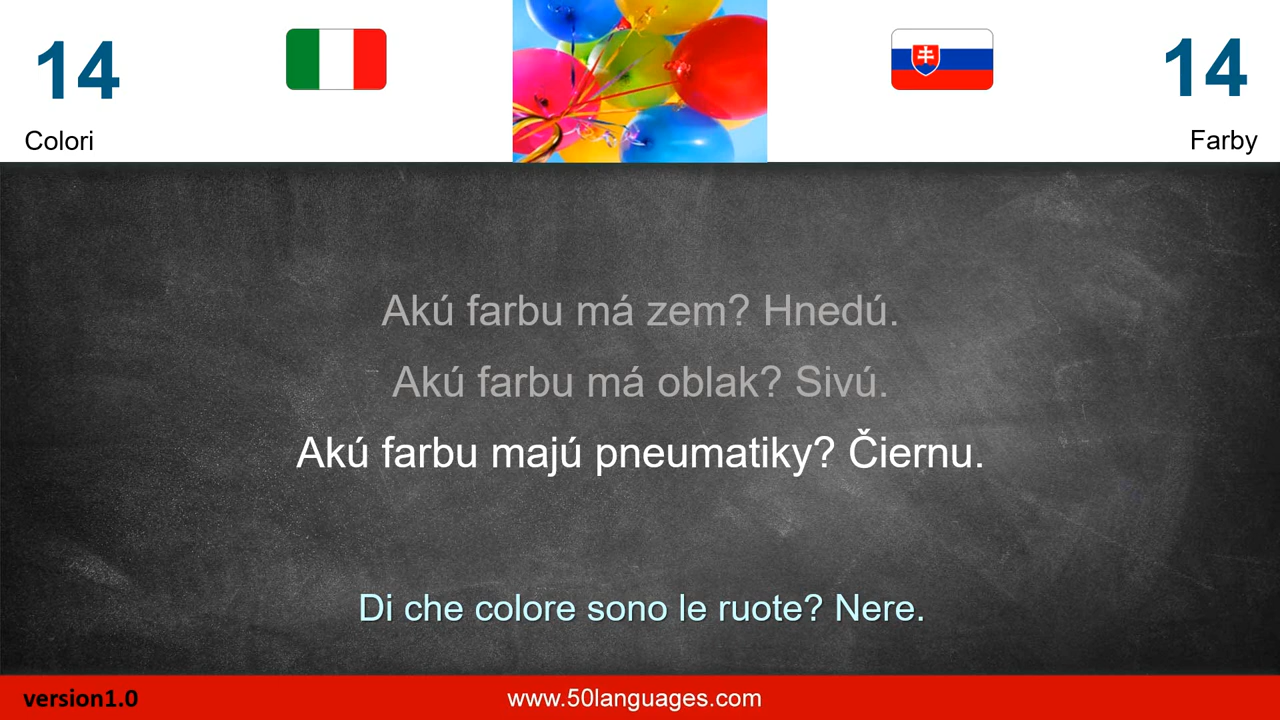 14
Colori
14
Farby
Akú farbu má zem? Hnedú.
Akú farbu má oblak? Sivú.
Akú farbu majú pneumatiky? Čiernu.
Di che colore sono le ruote? Nere.
version1.0
www.50languages.com